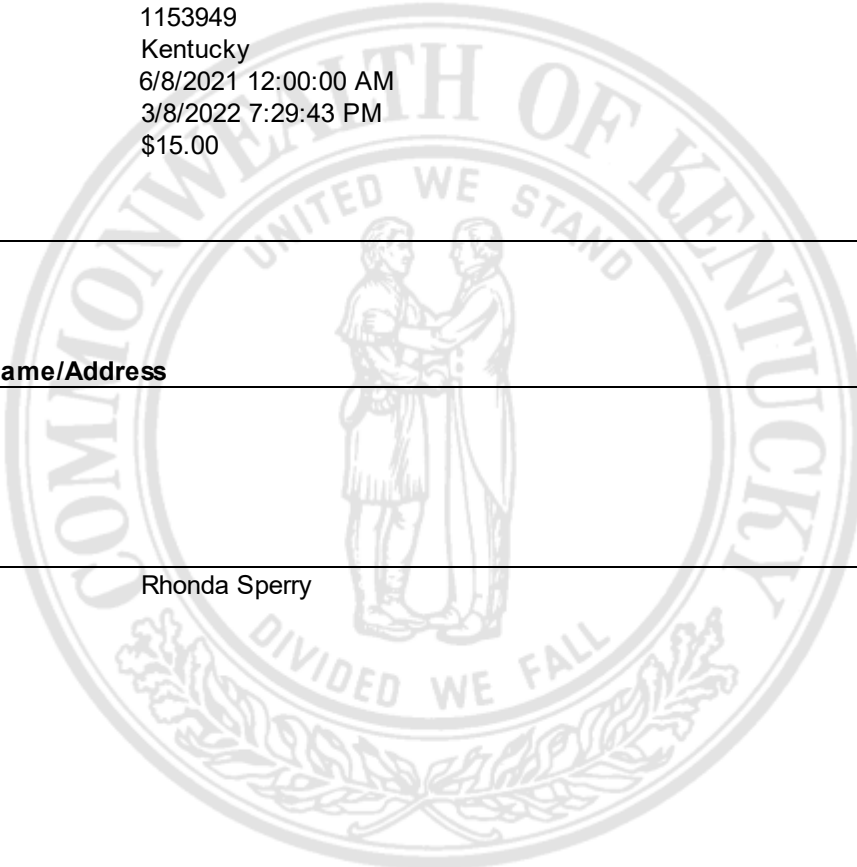 1153949
Kentucky
6/8/2021 12:00:00 AM
3/8/2022 7:29:43 PM
$15.00
COMMONWEALTH OF KENTUCKY
UNITED WE STAND
ame/Address
Rhonda Sperry
DIVIDED WE FALL